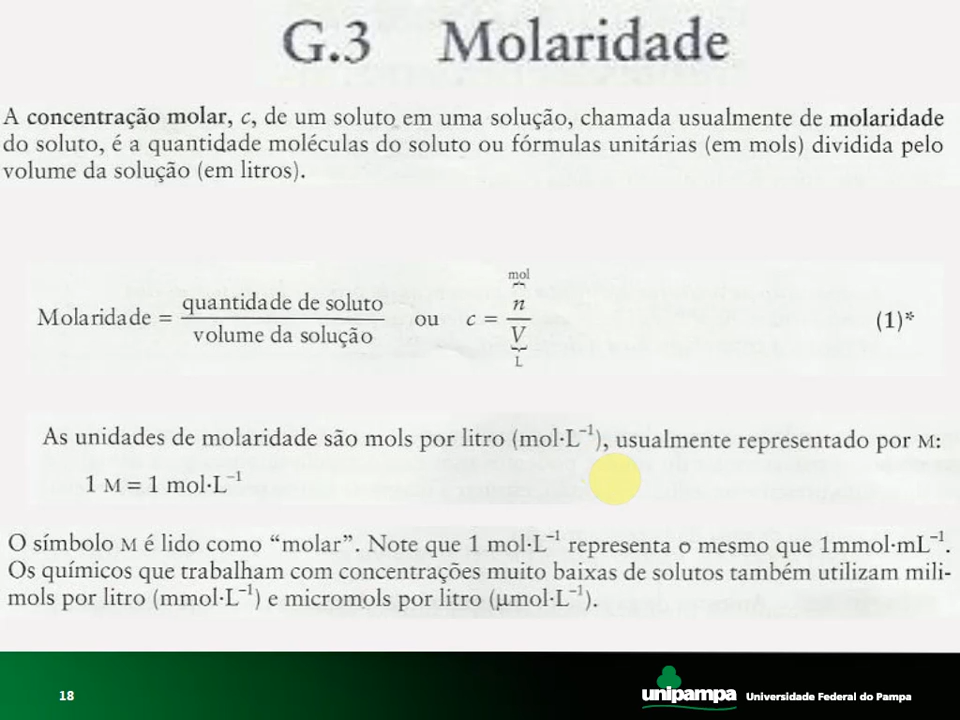 G.3 Molaridade
A concentração molar, c, de um soluto em uma solução, chamada usualmente de molaridade
do soluto, é a quantidade moléculas do soluto ou fórmulas unitárias (em mols) dividida pelo
volume da solução (em litros).
mol
Molaridade = quantidade de soluto / volume da solução ou c = n / V (1)*
L
As unidades de molaridade são mols por litro (mol·L⁻¹), usualmente representado por M:
1 M = 1 mol·L⁻¹
O símbolo M é lido como “molar”. Note que 1 mol·L⁻¹ representa o mesmo que 1mmol·mL⁻¹.
Os químicos que trabalham com concentrações muito baixas de solutos também utilizam mili-
mols por litro (mmol·L⁻¹) e micromols por litro (µmol·L⁻¹).
18
unipampa Universidade Federal do Pampa